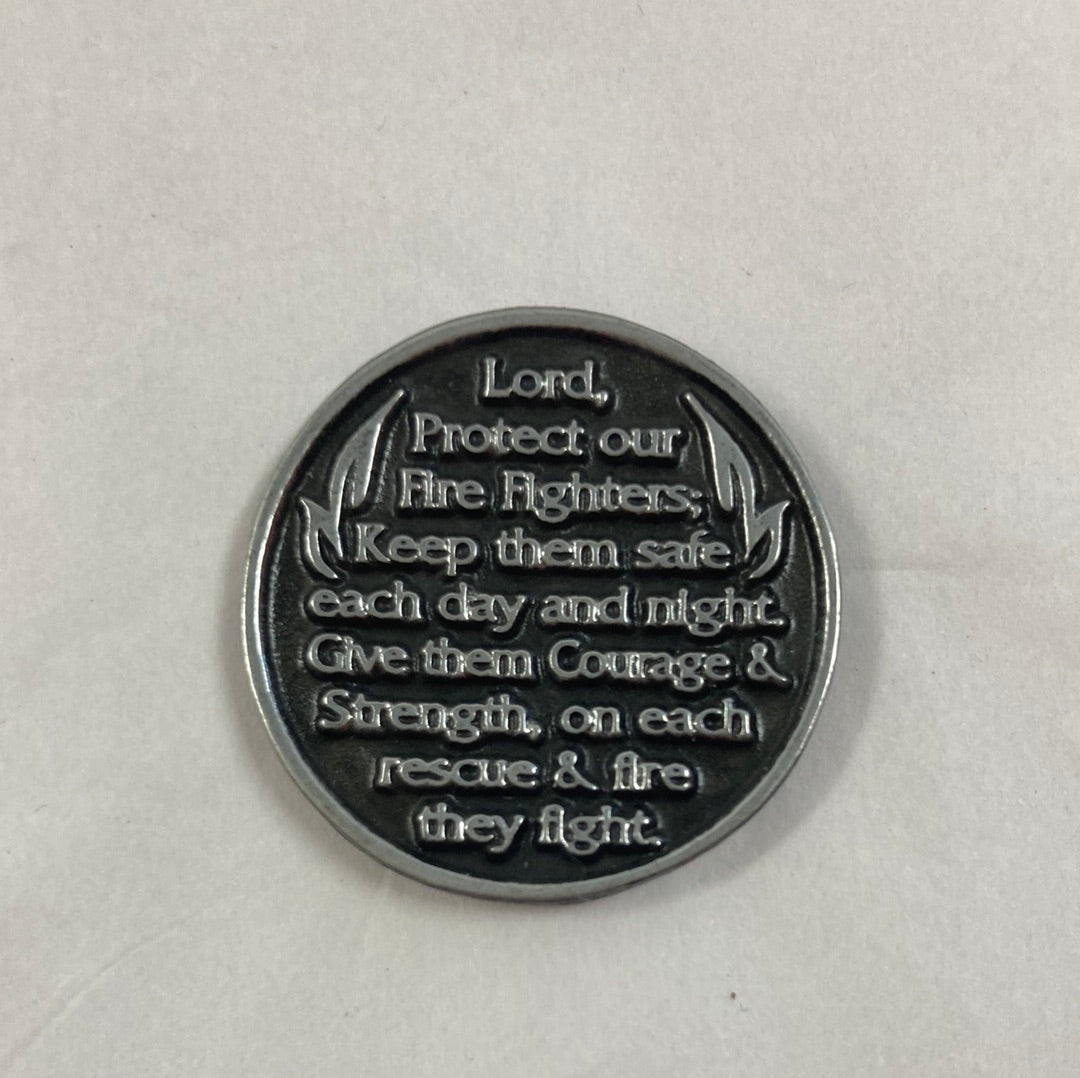 Lord,
Protect our
Fire Fighters;
Keep them safe
each day and night.
Give them Courage &
Strength, on each
rescue & fire
they fight.